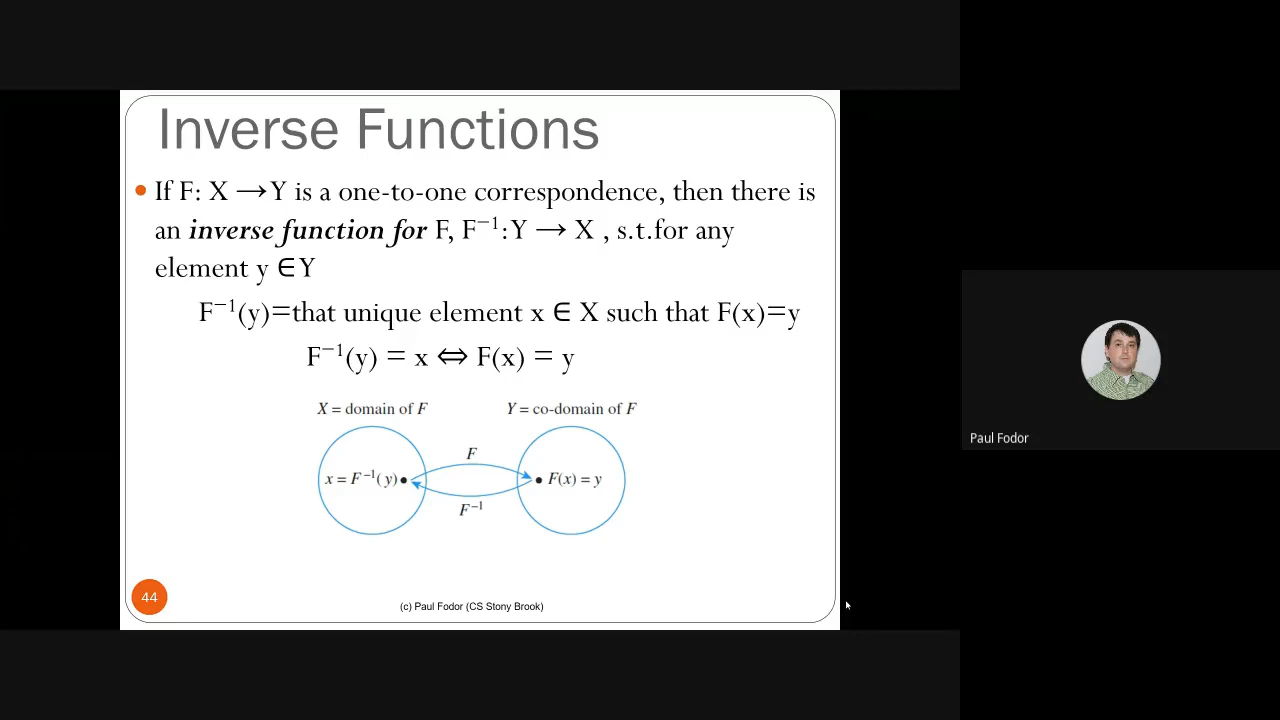 Inverse Functions
• If F: X →Y is a one-to-one correspondence, then there is
an inverse function for F, F⁻¹:Y → X , s.t.for any
element y ∈Y
F⁻¹(y)=that unique element x ∈ X such that F(x)=y
F⁻¹(y) = x ⇔ F(x) = y
X = domain of F
Y = co-domain of F
F
x = F⁻¹(y)
F(x) = y
F⁻¹
44
(c) Paul Fodor (CS Stony Brook)
Paul Fodor